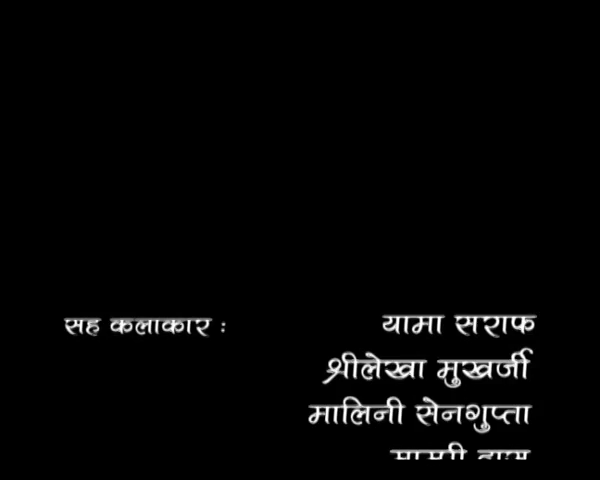 सह कलाकार : यामा सराफ
श्रीलेखा मुखर्जी
मालिनी सेनगुप्ता